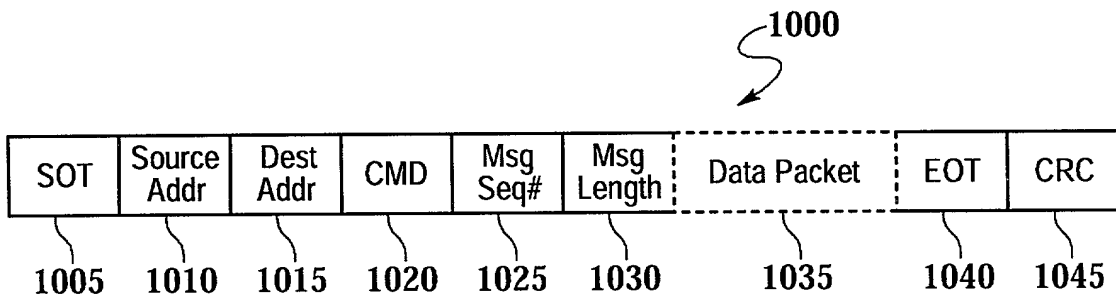 1000
SOT
Source
Addr
Dest
Addr
CMD
Msg
Seq#
Msg
Length
Data Packet
EOT
CRC
1005 1010 1015 1020 1025 1030 1035 1040 1045